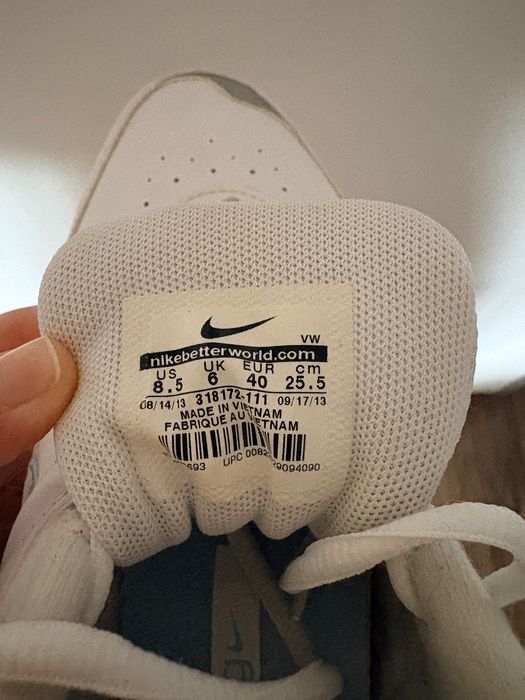 VW
nikebetterworld.com
US UK EUR cm
8.5 6 40 25.5
08/14/13 318172-111 09/17/13
MADE IN VIETNAM
FABRIQUE AU VIETNAM
UPC